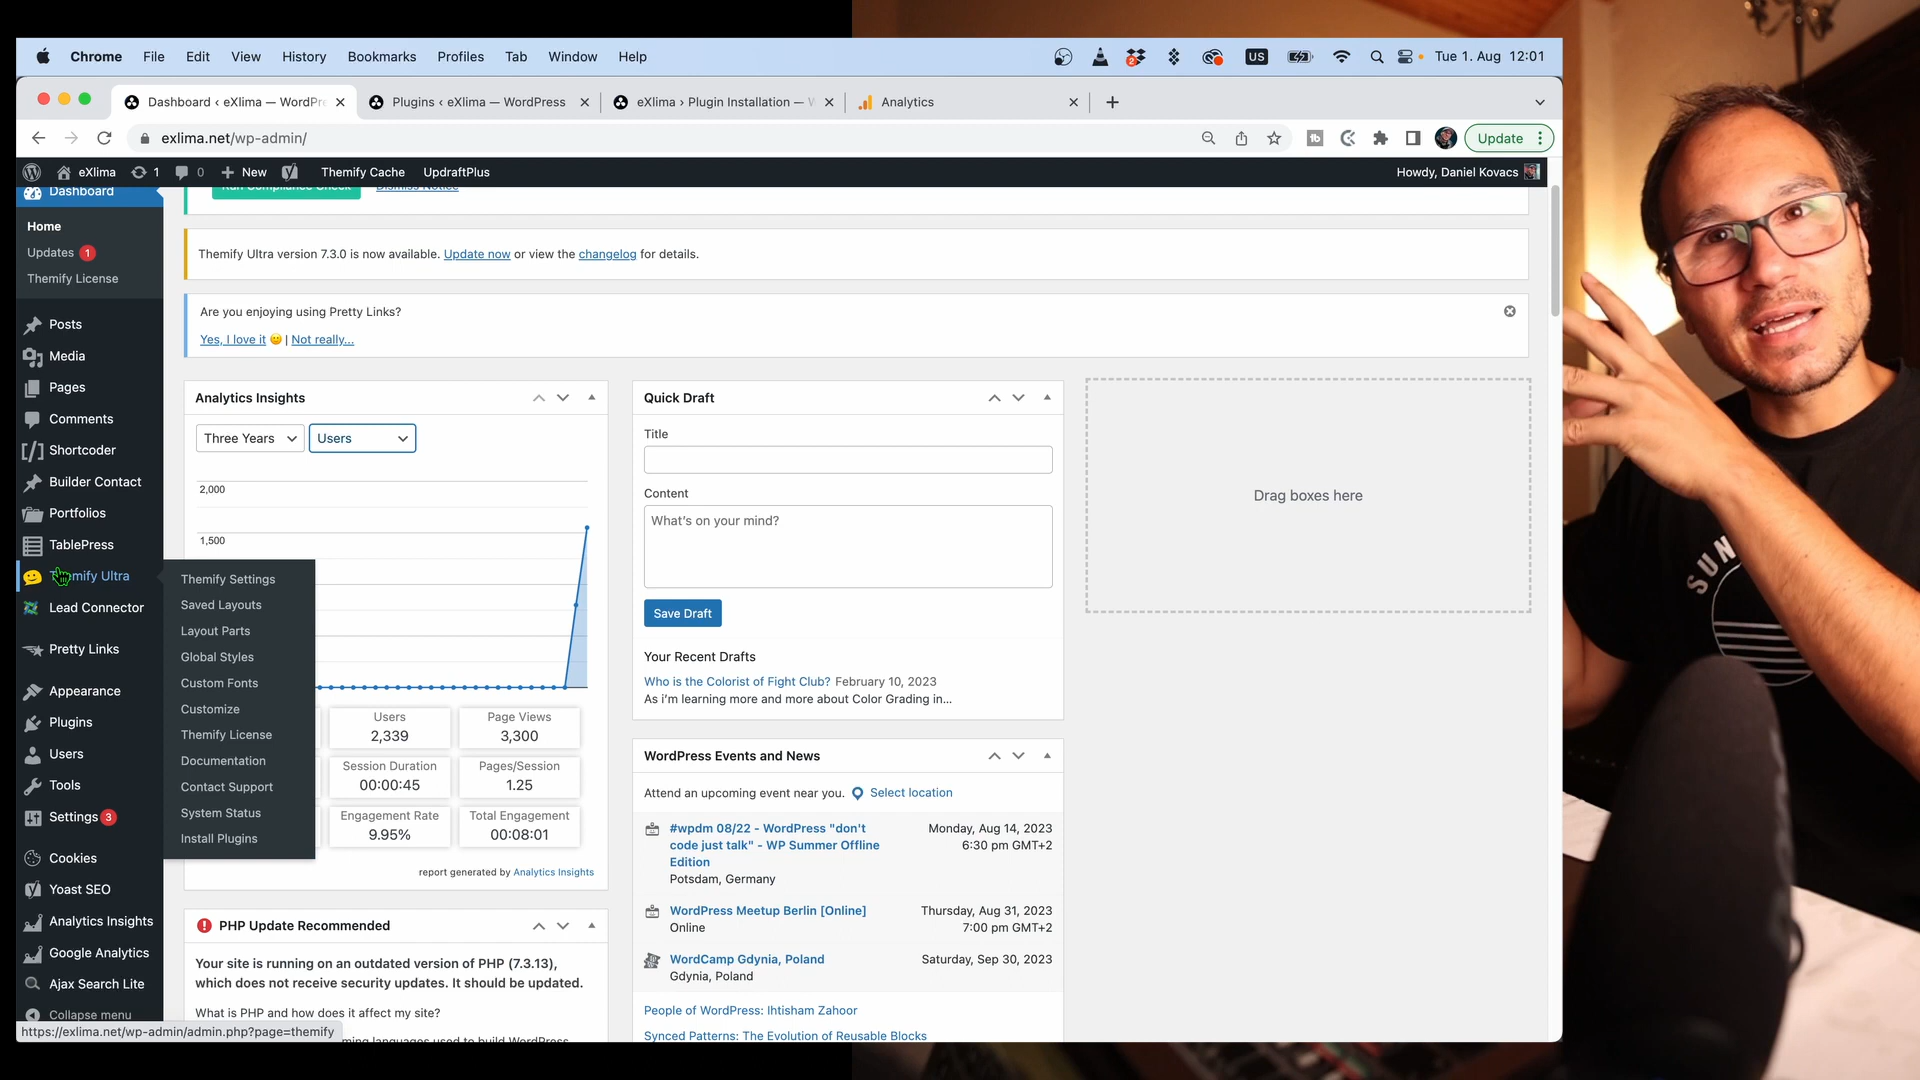 Chrome File Edit View History Bookmarks Profiles Tab Window Help
2 US Tue 1. Aug 12:01
Dashboard ‹ eXlima — WordPre
Plugins ‹ eXlima — WordPress
eXlima › Plugin Installation — W
Analytics
exlima.net/wp-admin/
Update
eXlima 1 0 New Themify Cache UpdraftPlus
Howdy, Daniel Kovacs
Dashboard
Home
Updates 1
Themify License
Posts
Media
Pages
Comments
Shortcoder
Builder Contact
Portfolios
TablePress
Themify Ultra
Lead Connector
Pretty Links
Appearance
Plugins
Users
Tools
Settings 3
Cookies
Yoast SEO
Analytics Insights
Google Analytics
Ajax Search Lite
Collapse menu
https://exlima.net/wp-admin/admin.php?page=themify
Themify Settings
Saved Layouts
Layout Parts
Global Styles
Custom Fonts
Customize
Themify License
Documentation
Contact Support
System Status
Install Plugins
Run Compliance Check Dismiss Notice
Themify Ultra version 7.3.0 is now available. Update now or view the changelog for details.
Are you enjoying using Pretty Links?
Yes, I love it | Not really...
Analytics Insights
Three Years Users
2,000
1,500
Users
2,339
Page Views
3,300
Session Duration
00:00:45
Pages/Session
1.25
Engagement Rate
9.95%
Total Engagement
00:08:01
report generated by Analytics Insights
PHP Update Recommended
Your site is running on an outdated version of PHP (7.3.13),
which does not receive security updates. It should be updated.
What is PHP and how does it affect my site?
Quick Draft
Title
Content
What's on your mind?
Save Draft
Your Recent Drafts
Who is the Colorist of Fight Club? February 10, 2023
As i'm learning more and more about Color Grading in…
WordPress Events and News
Attend an upcoming event near you. Select location
#wpdm 08/22 - WordPress "don't
code just talk" - WP Summer Offline
Edition
Potsdam, Germany
Monday, Aug 14, 2023
6:30 pm GMT+2
WordPress Meetup Berlin [Online]
Online
Thursday, Aug 31, 2023
7:00 pm GMT+2
WordCamp Gdynia, Poland
Gdynia, Poland
Saturday, Sep 30, 2023
People of WordPress: Ihtisham Zahoor
Synced Patterns: The Evolution of Reusable Blocks
Drag boxes here
SUN